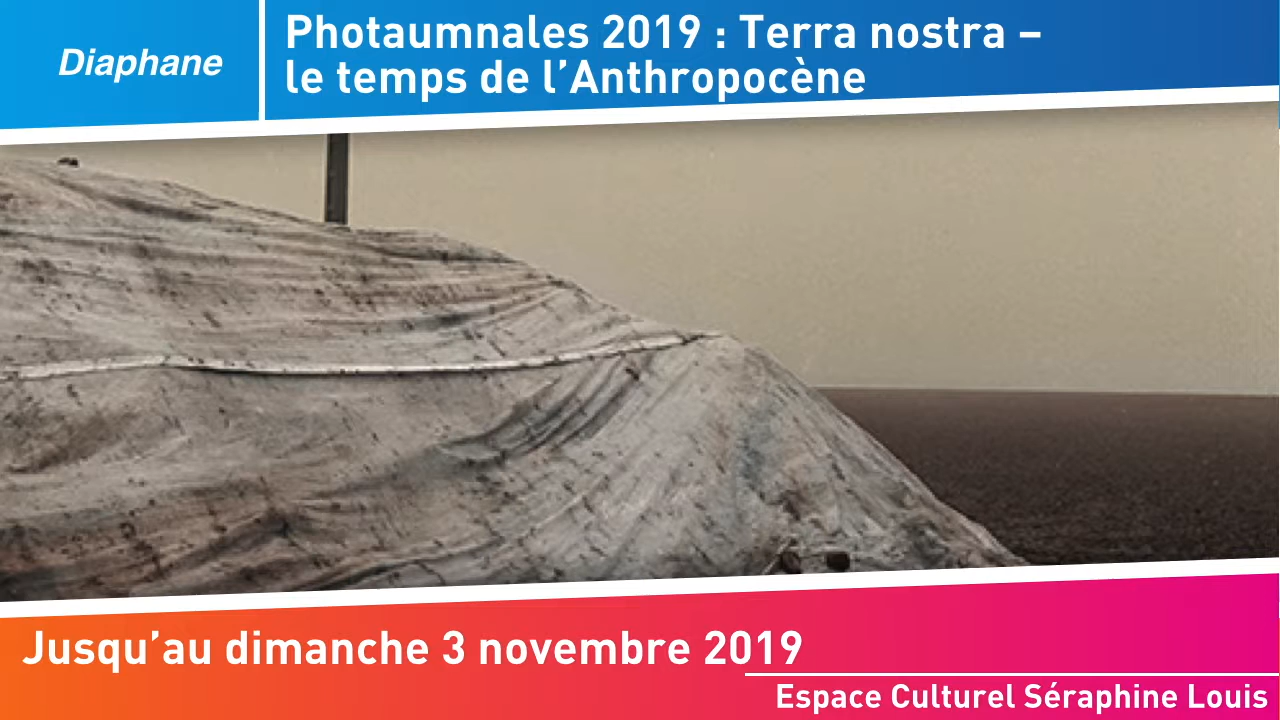 Diaphane
Photaumnales 2019 : Terra nostra –
le temps de l’Anthropocène
Jusqu’au dimanche 3 novembre 2019
Espace Culturel Séraphine Louis